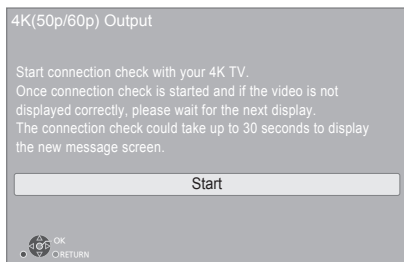 4K(50p/60p) Output
Start connection check with your 4K TV.
Once connection check is started and if the video is not
displayed correctly, please wait for the next display.
The connection check could take up to 30 seconds to display
the new message screen.
Start
OK
RETURN